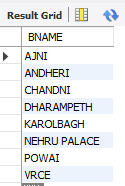 Result Grid
BNAME
AJNI
ANDHERI
CHANDNI
DHARAMPETH
KAROLBAGH
NEHRU PALACE
POWAI
VRCE